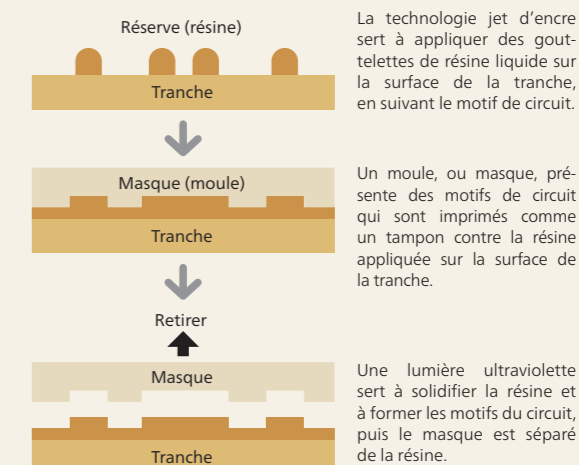 Réserve (résine)
Tranche
La technologie jet d’encre
sert à appliquer des gout-
telettes de résine liquide sur
la surface de la tranche,
en suivant le motif de circuit.
Masque (moule)
Tranche
Un moule, ou masque, pré-
sente des motifs de circuit
qui sont imprimés comme
un tampon contre la résine
appliquée sur la surface de
la tranche.
Retirer
Masque
Tranche
Une lumière ultraviolette
sert à solidifier la résine et
à former les motifs du circuit,
puis le masque est séparé
de la résine.